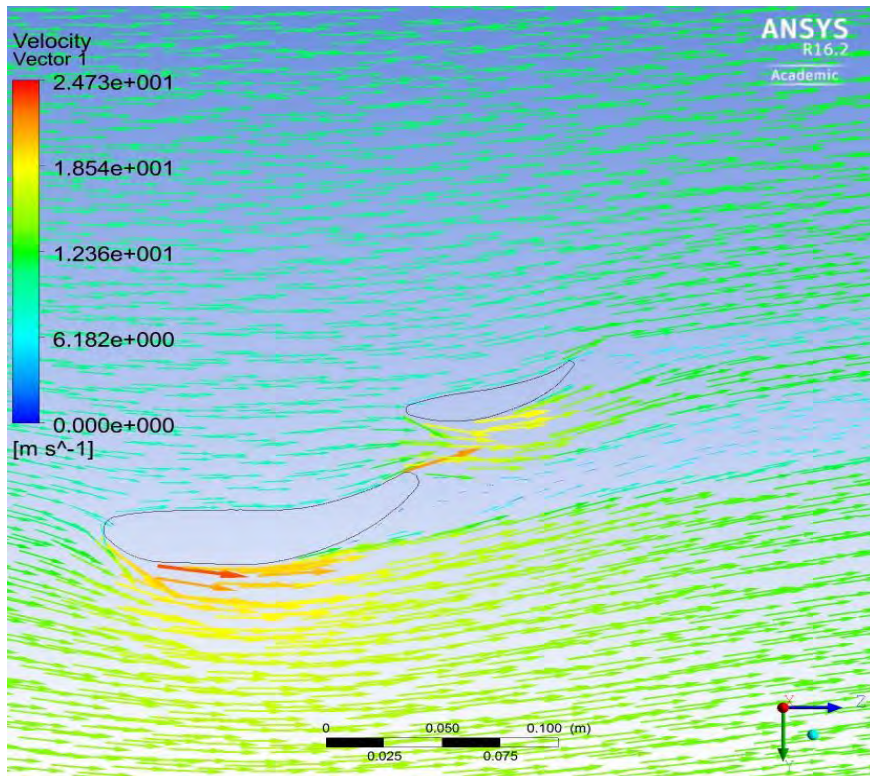 Velocity
Vector 1
2.473e+001
1.854e+001
1.236e+001
6.182e+000
0.000e+000
[m s^-1]
ANSYS
R16.2
Academic
0 0.050 0.100 (m)
0.025 0.075
X Z
Y